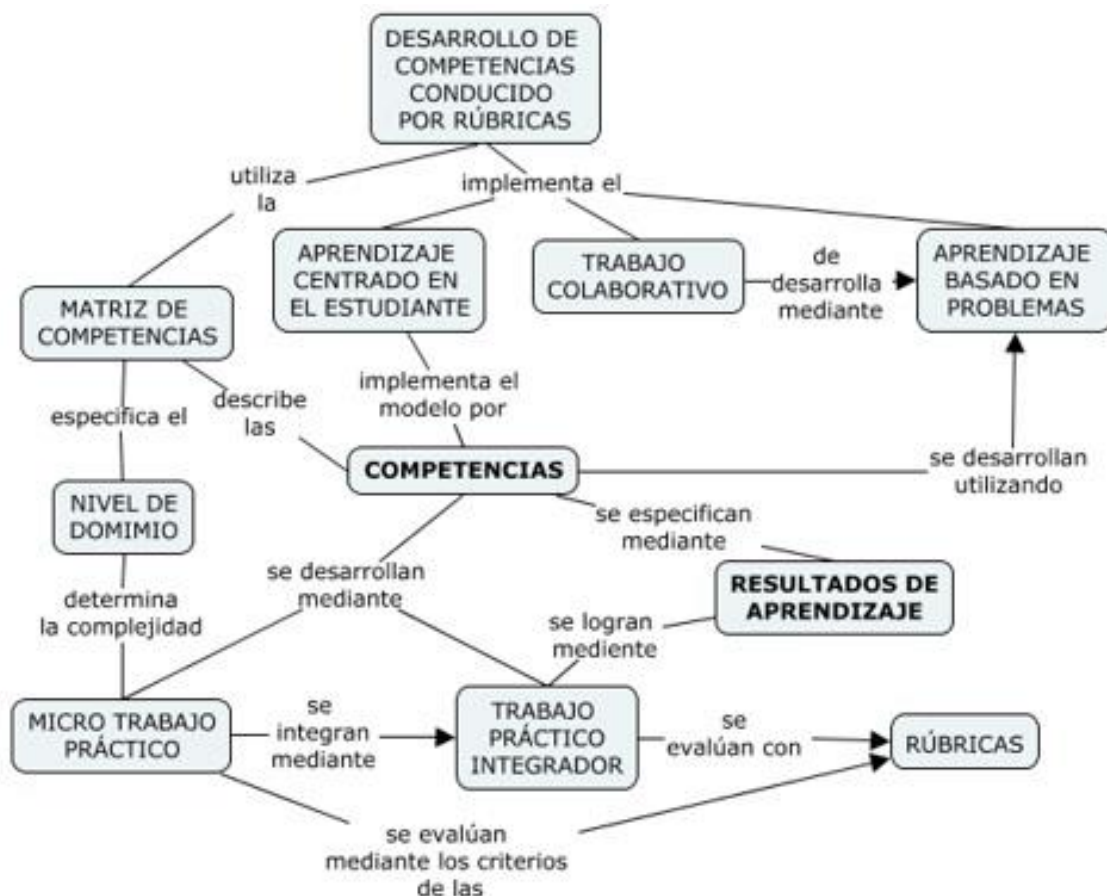 DESARROLLO DE
COMPETENCIAS
CONDUCIDO
POR RÚBRICAS
utiliza
la
implementa el
APRENDIZAJE
CENTRADO EN
EL ESTUDIANTE
TRABAJO
COLABORATIVO
de
desarrolla
mediante
APRENDIZAJE
BASADO EN
PROBLEMAS
MATRIZ DE
COMPETENCIAS
especifica el
describe
las
implementa el
modelo por
COMPETENCIAS
se desarrollan
utilizando
NIVEL DE
DOMIMIO
se especifican
mediante
determina
la complejidad
se desarrollan
mediante
RESULTADOS DE
APRENDIZAJE
se logran
mediente
MICRO TRABAJO
PRÁCTICO
se
integran
mediante
TRABAJO
PRÁCTICO
INTEGRADOR
se
evalúan con
RÚBRICAS
se evalúan
mediante los criterios
de las